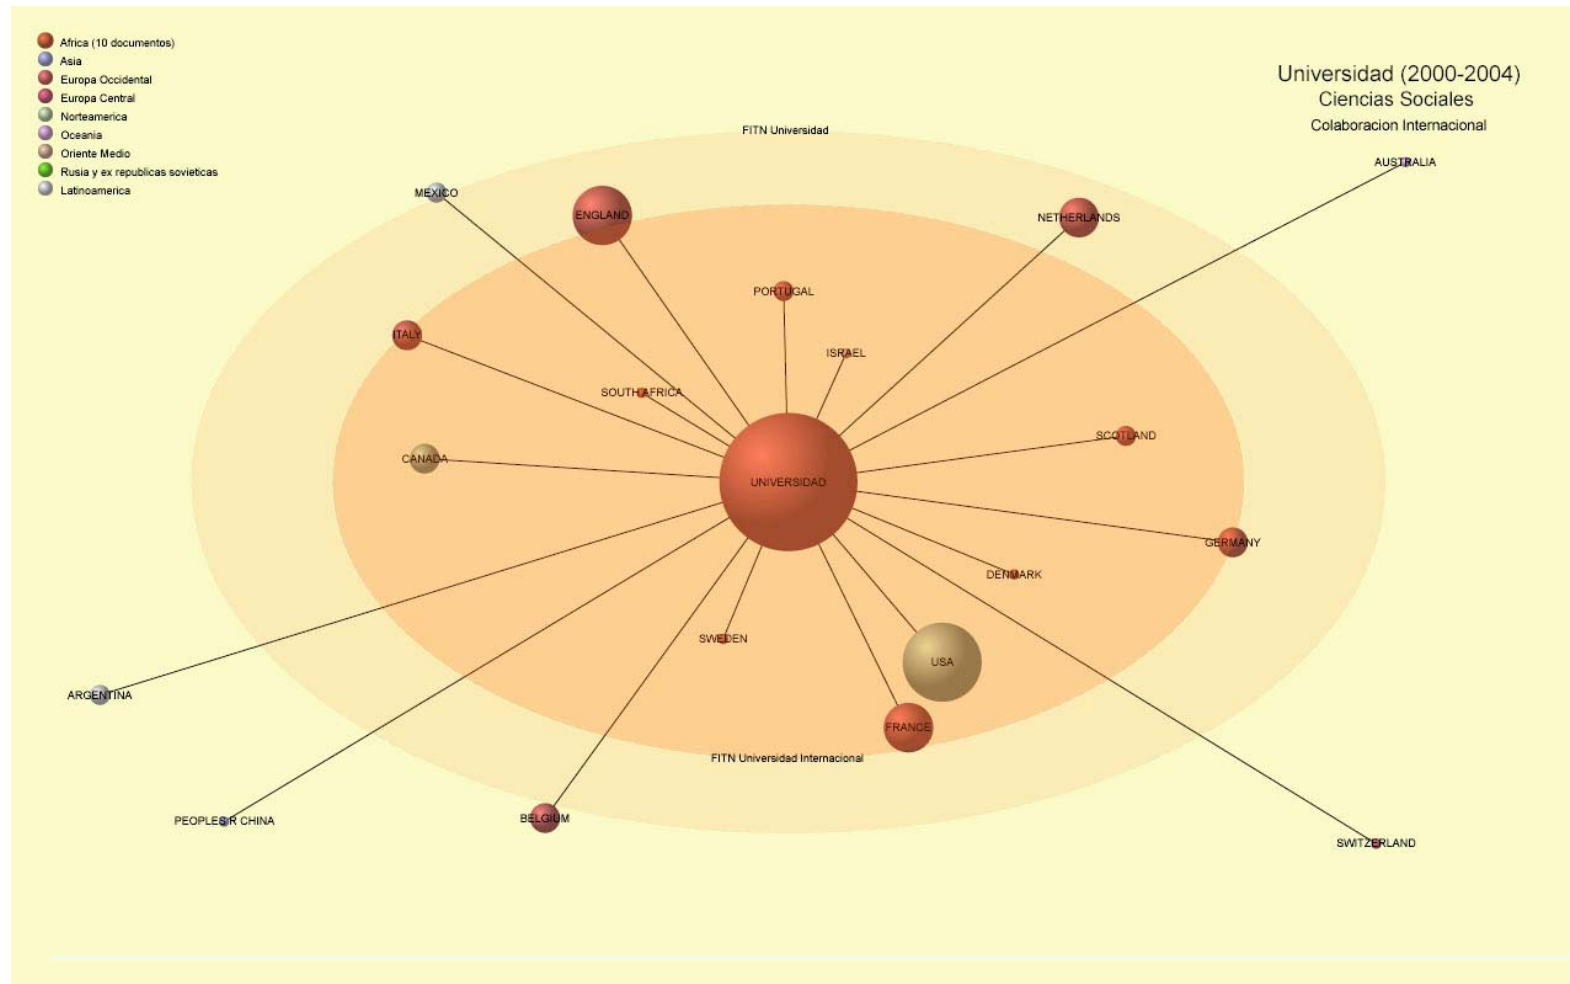 Africa (10 documentos)
Asia
Europa Occidental
Europa Central
Norteamerica
Oceania
Oriente Medio
Rusia y ex republicas sovieticas
Latinoamerica
Universidad (2000-2004)
Ciencias Sociales
Colaboracion Internacional
FITN Universidad
AUSTRALIA
MEXICO
ENGLAND
NETHERLANDS
PORTUGAL
ITALY
ISRAEL
SOUTH AFRICA
SCOTLAND
CANADA
UNIVERSIDAD
GERMANY
DENMARK
SWEDEN
USA
ARGENTINA
FRANCE
FITN Universidad Internacional
PEOPLES R CHINA
BELGIUM
SWITZERLAND